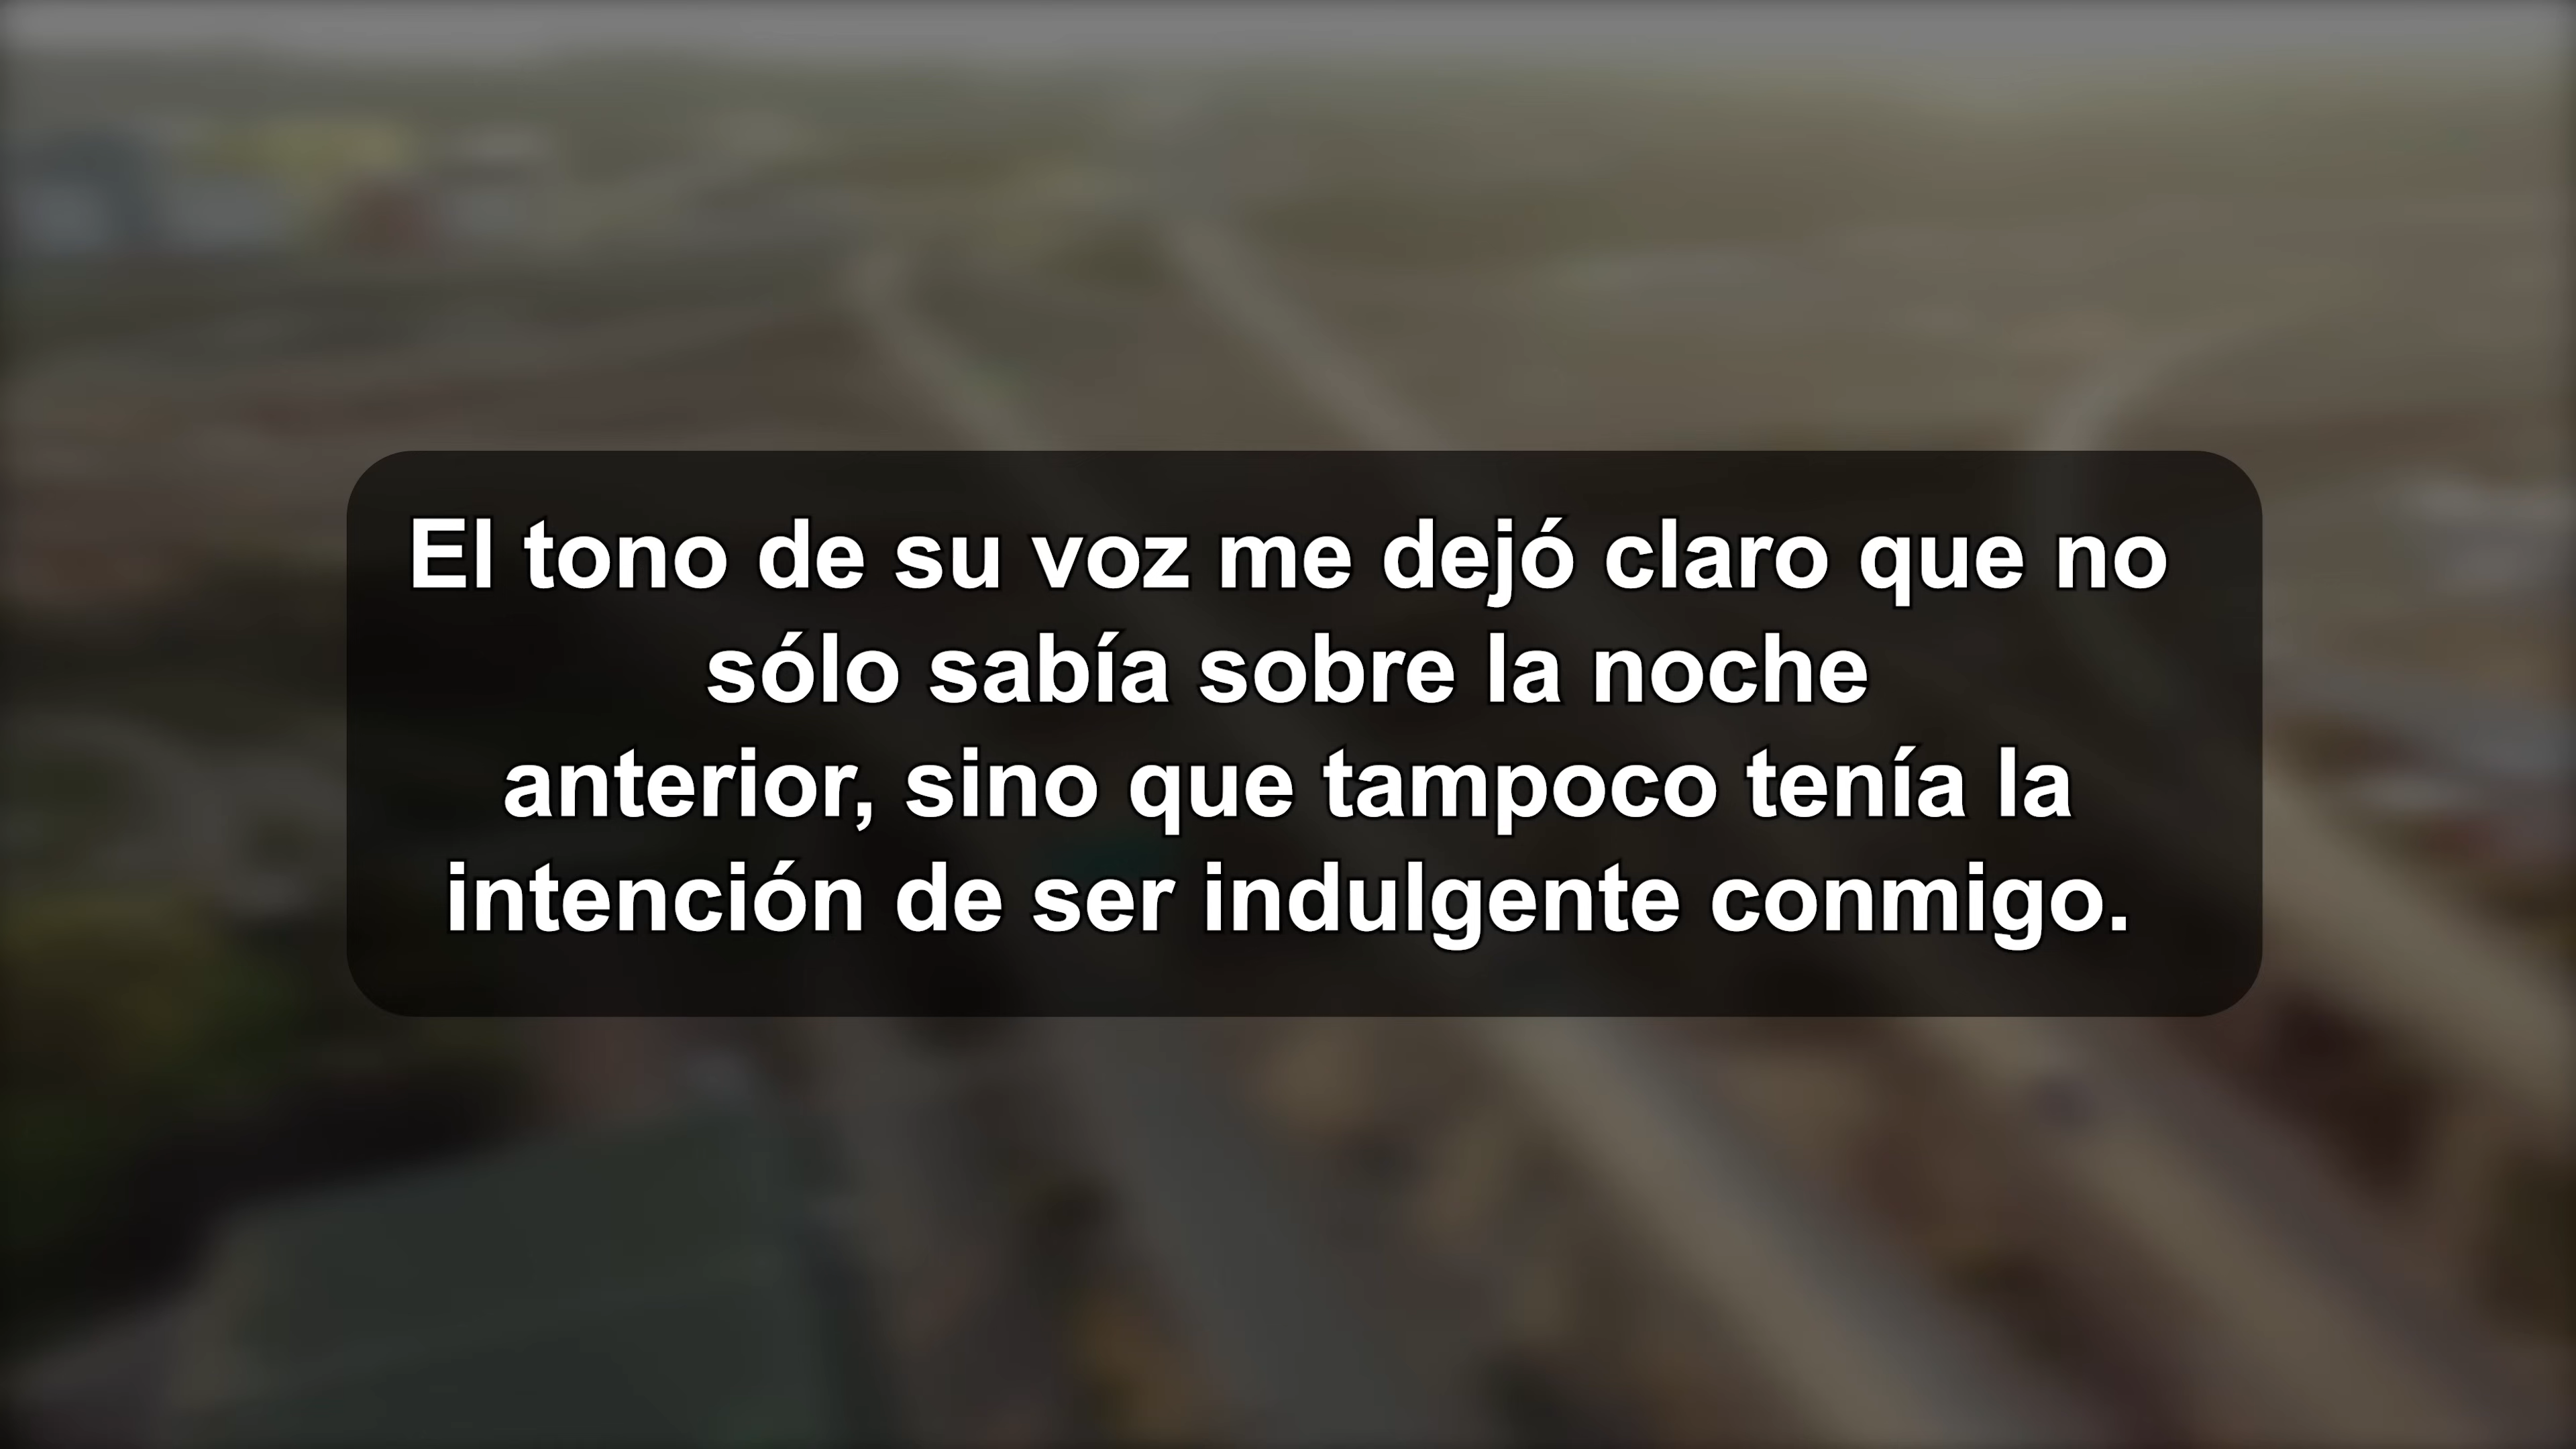 El tono de su voz me dejó claro que no
sólo sabía sobre la noche
anterior, sino que tampoco tenía la
intención de ser indulgente conmigo.